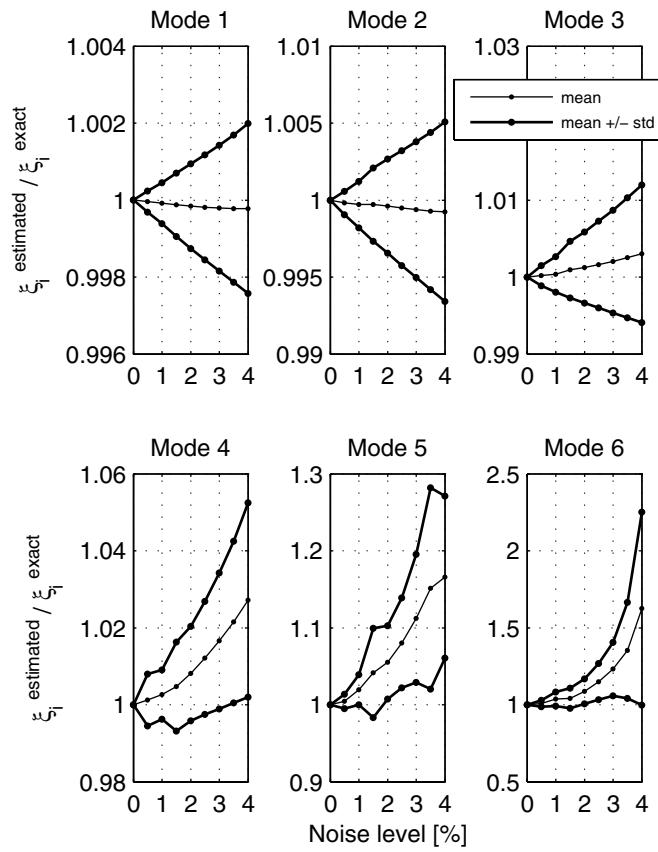 Mode 1
Mode 2
Mode 3
1.004
1.002
1
0.998
0.996
1.01
1.005
1
0.995
0.99
1.03
1.01
1
0.99
mean
mean +/− std
ξi estimated / ξi exact
0 1 2 3 4
0 1 2 3 4
0 1 2 3 4
Mode 4
Mode 5
Mode 6
1.06
1.04
1.02
1
0.98
1.3
1.2
1.1
1
0.9
2.5
2
1.5
1
0.5
ξi estimated / ξi exact
0 1 2 3 4
0 1 2 3 4
0 1 2 3 4
Noise level [%]